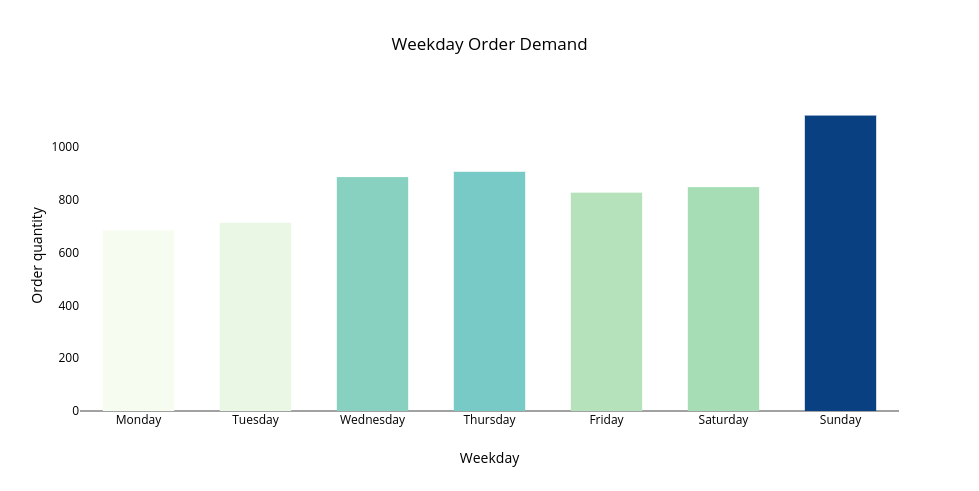 Weekday Order Demand
1000
800
600
400
200
0
Order quantity
Monday Tuesday Wednesday Thursday Friday Saturday Sunday
Weekday